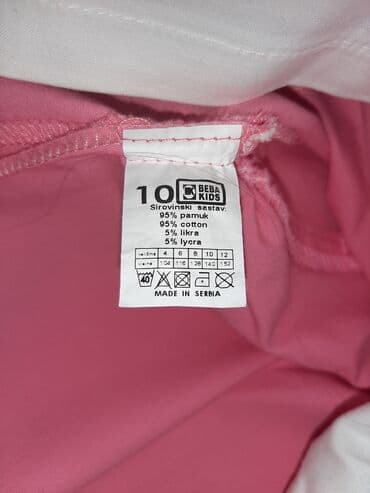 10 BEBA KIDS
Sirovinski sastav:
95% pamuk
95% cotton
5% likra
5% lycra
4 6 8 10 12
104 116 128 140 152
40
MADE IN SERBIA